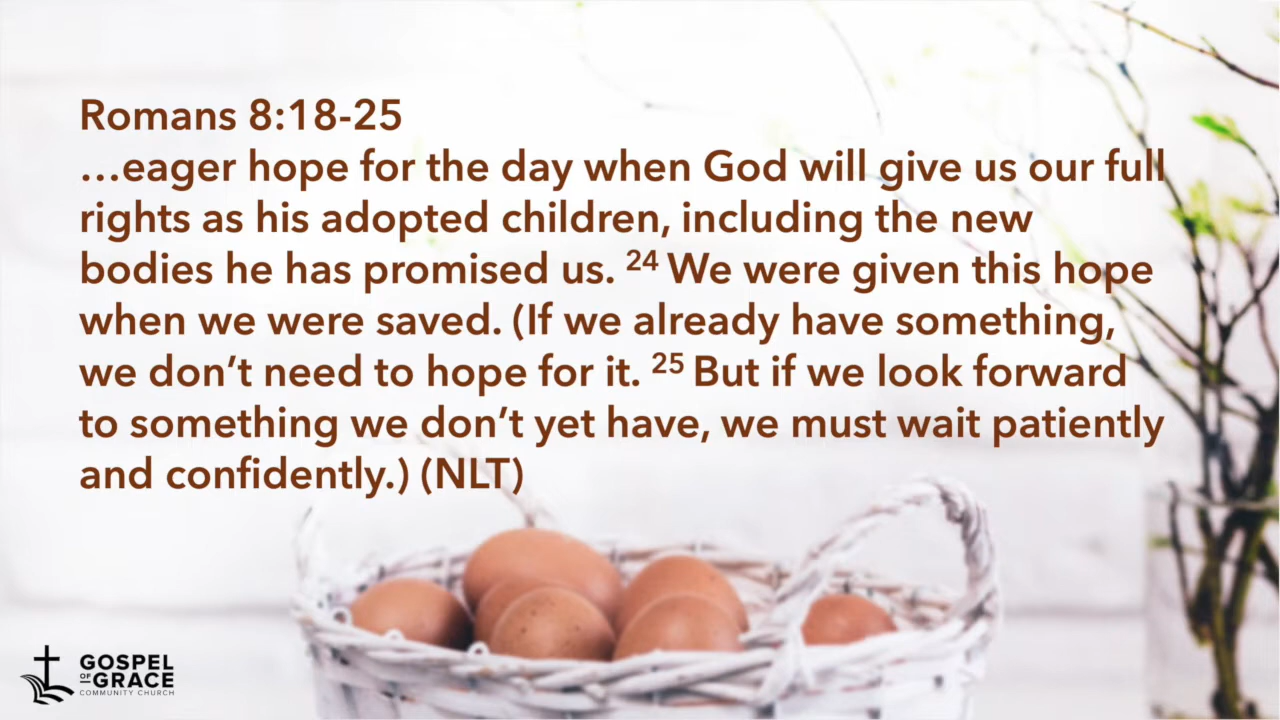 Romans 8:18-25
…eager hope for the day when God will give us our full
rights as his adopted children, including the new
bodies he has promised us. 24 We were given this hope
when we were saved. (If we already have something,
we don’t need to hope for it. 25 But if we look forward
to something we don’t yet have, we must wait patiently
and confidently.) (NLT)
GOSPEL
OF GRACE
COMMUNITY CHURCH